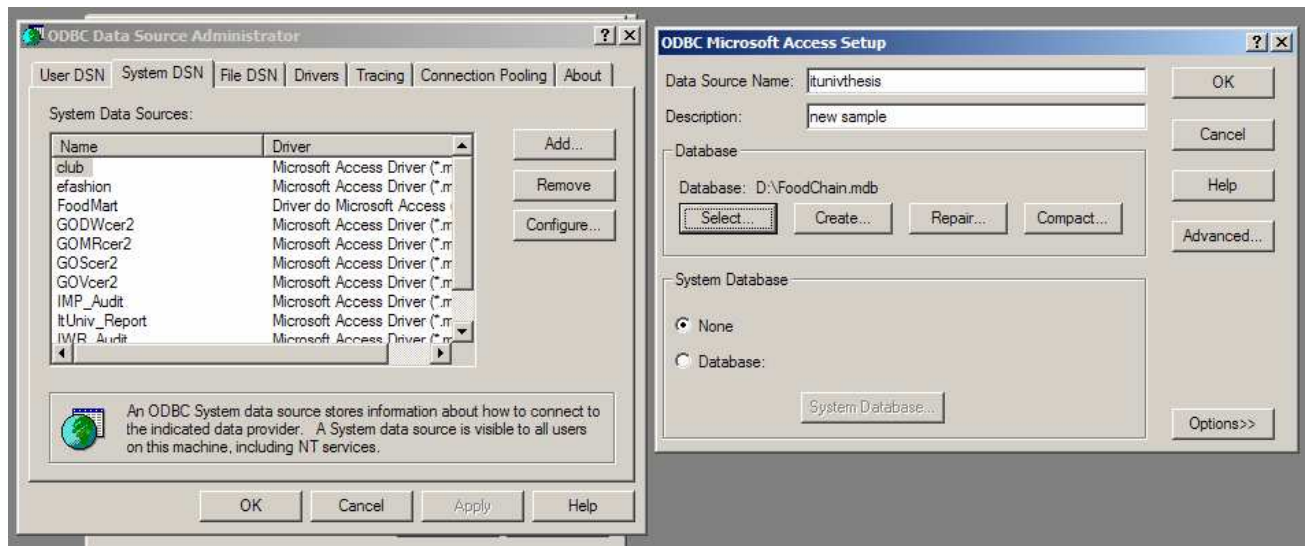 ODBC Data Source Administrator
User DSN System DSN File DSN Drivers Tracing Connection Pooling About
System Data Sources:
Name Driver
club Microsoft Access Driver (*.m
efashion Microsoft Access Driver (*.m
FoodMart Driver do Microsoft Access
GODWcer2 Microsoft Access Driver (*.m
GOMRcer2 Microsoft Access Driver (*.m
GOScer2 Microsoft Access Driver (*.m
GOVcer2 Microsoft Access Driver (*.m
IMP_Audit Microsoft Access Driver (*.m
ItUniv_Report Microsoft Access Driver (*.m
IWR_Audit Microsoft Access Driver (*.m
Add...
Remove
Configure...
An ODBC System data source stores information about how to connect to
the indicated data provider. A System data source is visible to all users
on this machine, including NT services.
OK Cancel Apply Help
ODBC Microsoft Access Setup
Data Source Name: itunivthesis
Description: new sample
Database
Database: D:\FoodChain.mdb
Select... Create... Repair... Compact...
System Database
None
Database:
System Database...
OK
Cancel
Help
Advanced...
Options>>